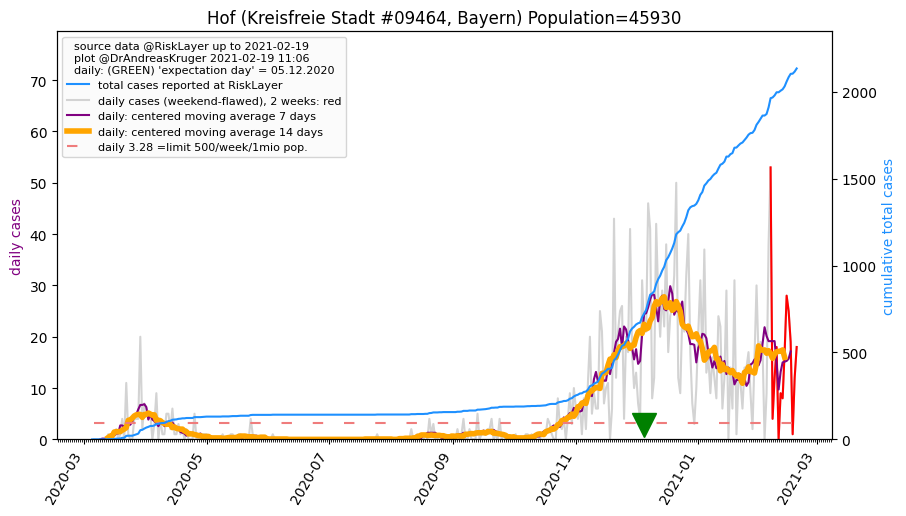 Hof (Kreisfreie Stadt #09464, Bayern) Population=45930
source data @RiskLayer up to 2021-02-19
plot @DrAndreasKruger 2021-02-19 11:06
daily: (GREEN) 'expectation day' = 05.12.2020
total cases reported at RiskLayer
daily cases (weekend-flawed), 2 weeks: red
daily: centered moving average 7 days
daily: centered moving average 14 days
daily 3.28 =limit 500/week/1mio pop.
daily cases
70
60
50
40
30
20
10
0
cumulative total cases
2000
1500
1000
500
0
2020-03
2020-05
2020-07
2020-09
2020-11
2021-01
2021-03